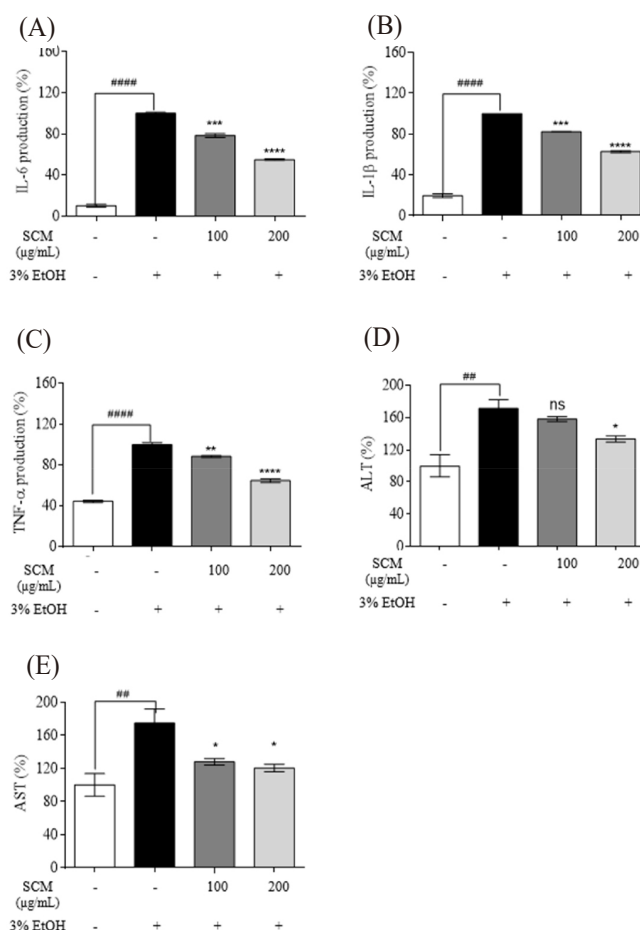 (A)
IL-6 production (%)
160
120
80
40
0
####
***
****
SCM - - 100 200
(µg/mL)
3% EtOH - + + +
(B)
IL-1β production (%)
160
120
80
40
0
####
***
****
SCM - - 100 200
(µg/mL)
3% EtOH - + + +
(C)
TNF-α production (%)
160
120
80
40
0
####
**
****
SCM - - 100 200
(µg/mL)
3% EtOH - + + +
(D)
ALT (%)
200
160
120
80
40
0
##
ns
*
SCM - - 100 200
(µg/mL)
3% EtOH - + + +
(E)
AST (%)
200
160
120
80
40
0
##
*
*
SCM - - 100 200
(µg/mL)
3% EtOH - + + +